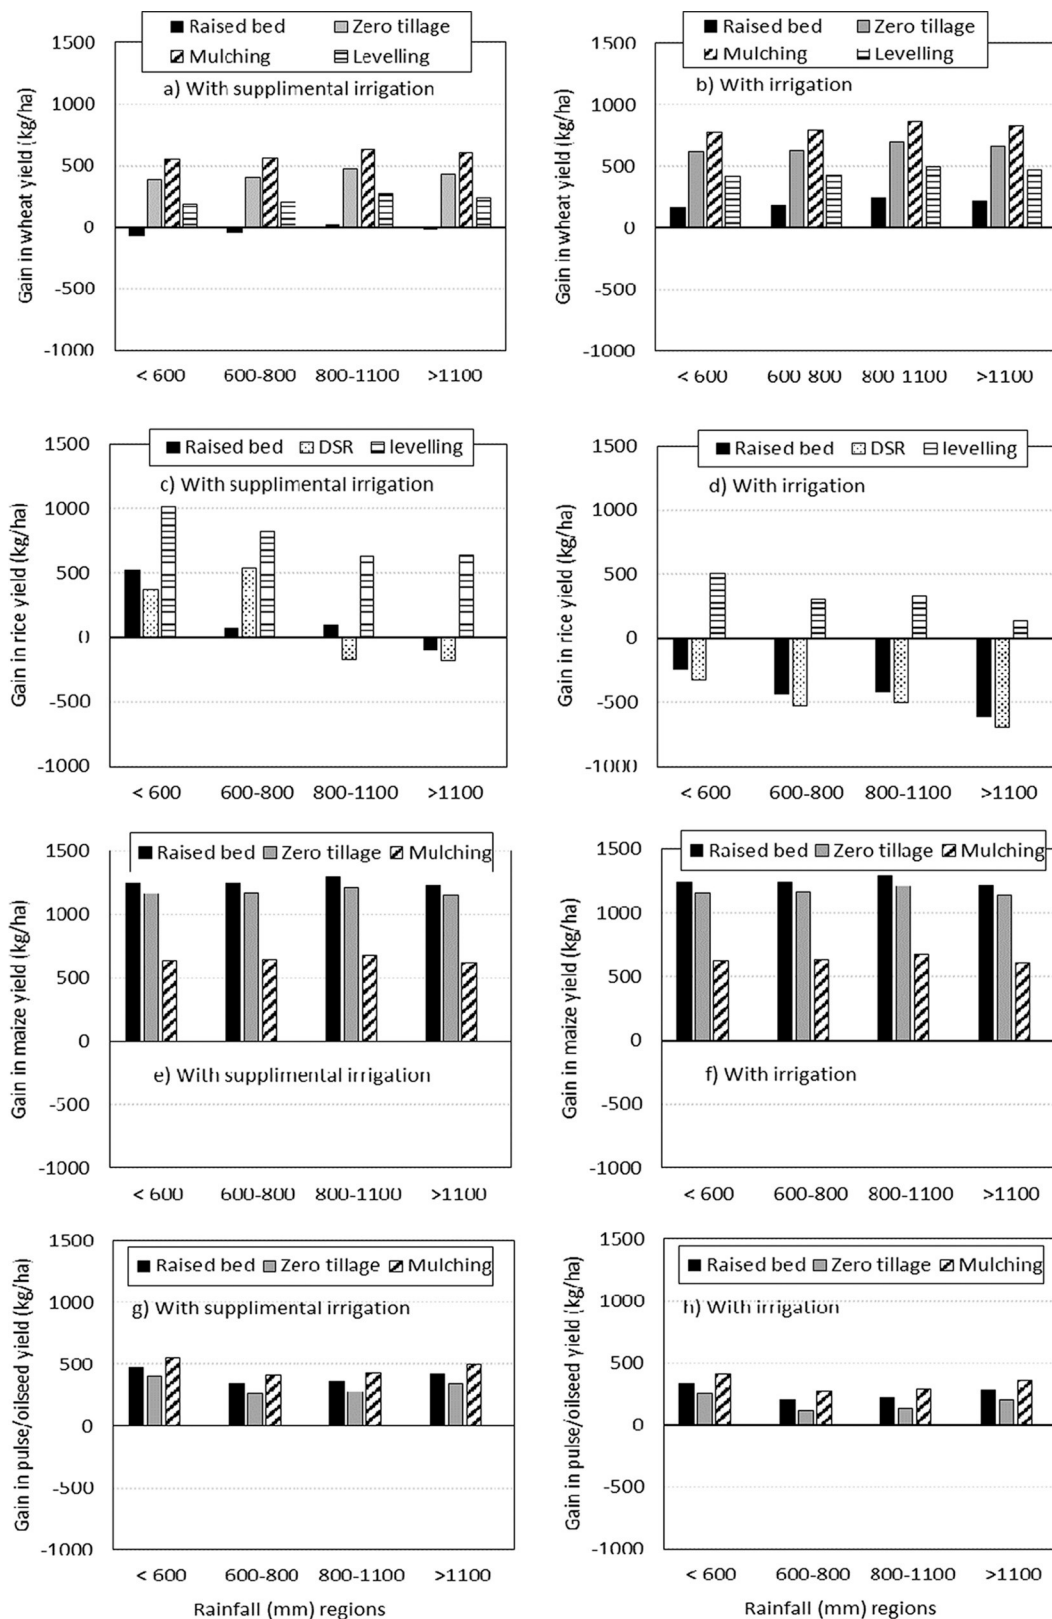 Raised bed Zero tillage
Mulching Levelling
a) With supplimental irrigation
Gain in wheat yield (kg/ha)
1500
1000
500
0
-500
-1000
< 600 600-800 800-1100 >1100
Raised bed Zero tillage
Mulching Levelling
b) With irrigation
Gain in wheat yield (kg/ha)
1500
1000
500
0
-500
-1000
< 600 600-800 800-1100 >1100
Raised bed DSR levelling
c) With supplimental irrigation
Gain in rice yield (kg/ha)
1500
1000
500
0
-500
-1000
< 600 600-800 800-1100 >1100
Raised bed DSR levelling
d) With irrigation
Gain in rice yield (kg/ha)
1500
1000
500
0
-500
-1000
< 600 600-800 800-1100 >1100
Raised bed Zero tillage Mulching
e) With supplimental irrigation
Gain in maize yield (kg/ha)
1500
1000
500
0
-500
-1000
< 600 600-800 800-1100 >1100
Raised bed Zero tillage Mulching
f) With irrigation
Gain in maize yield (kg/ha)
1500
1000
500
0
-500
-1000
< 600 600-800 800-1100 >1100
Raised bed Zero tillage Mulching
g) With supplimental irrigation
Gain in pulse/oilseed yield (kg/ha)
1500
1000
500
0
-500
-1000
< 600 600-800 800-1100 >1100
Rainfall (mm) regions
Raised bed Zero tillage Mulching
h) With irrigation
Gain in pulse/oilseed yield (kg/ha)
1500
1000
500
0
-500
-1000
< 600 600-800 800-1100 >1100
Rainfall (mm) regions